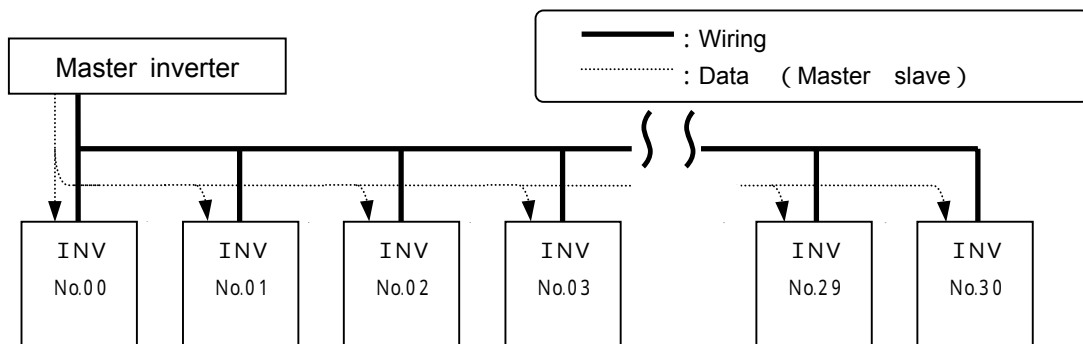 Master inverter
: Wiring
: Data （Master slave）
INV
No.00
INV
No.01
INV
No.02
INV
No.03
INV
No.29
INV
No.30